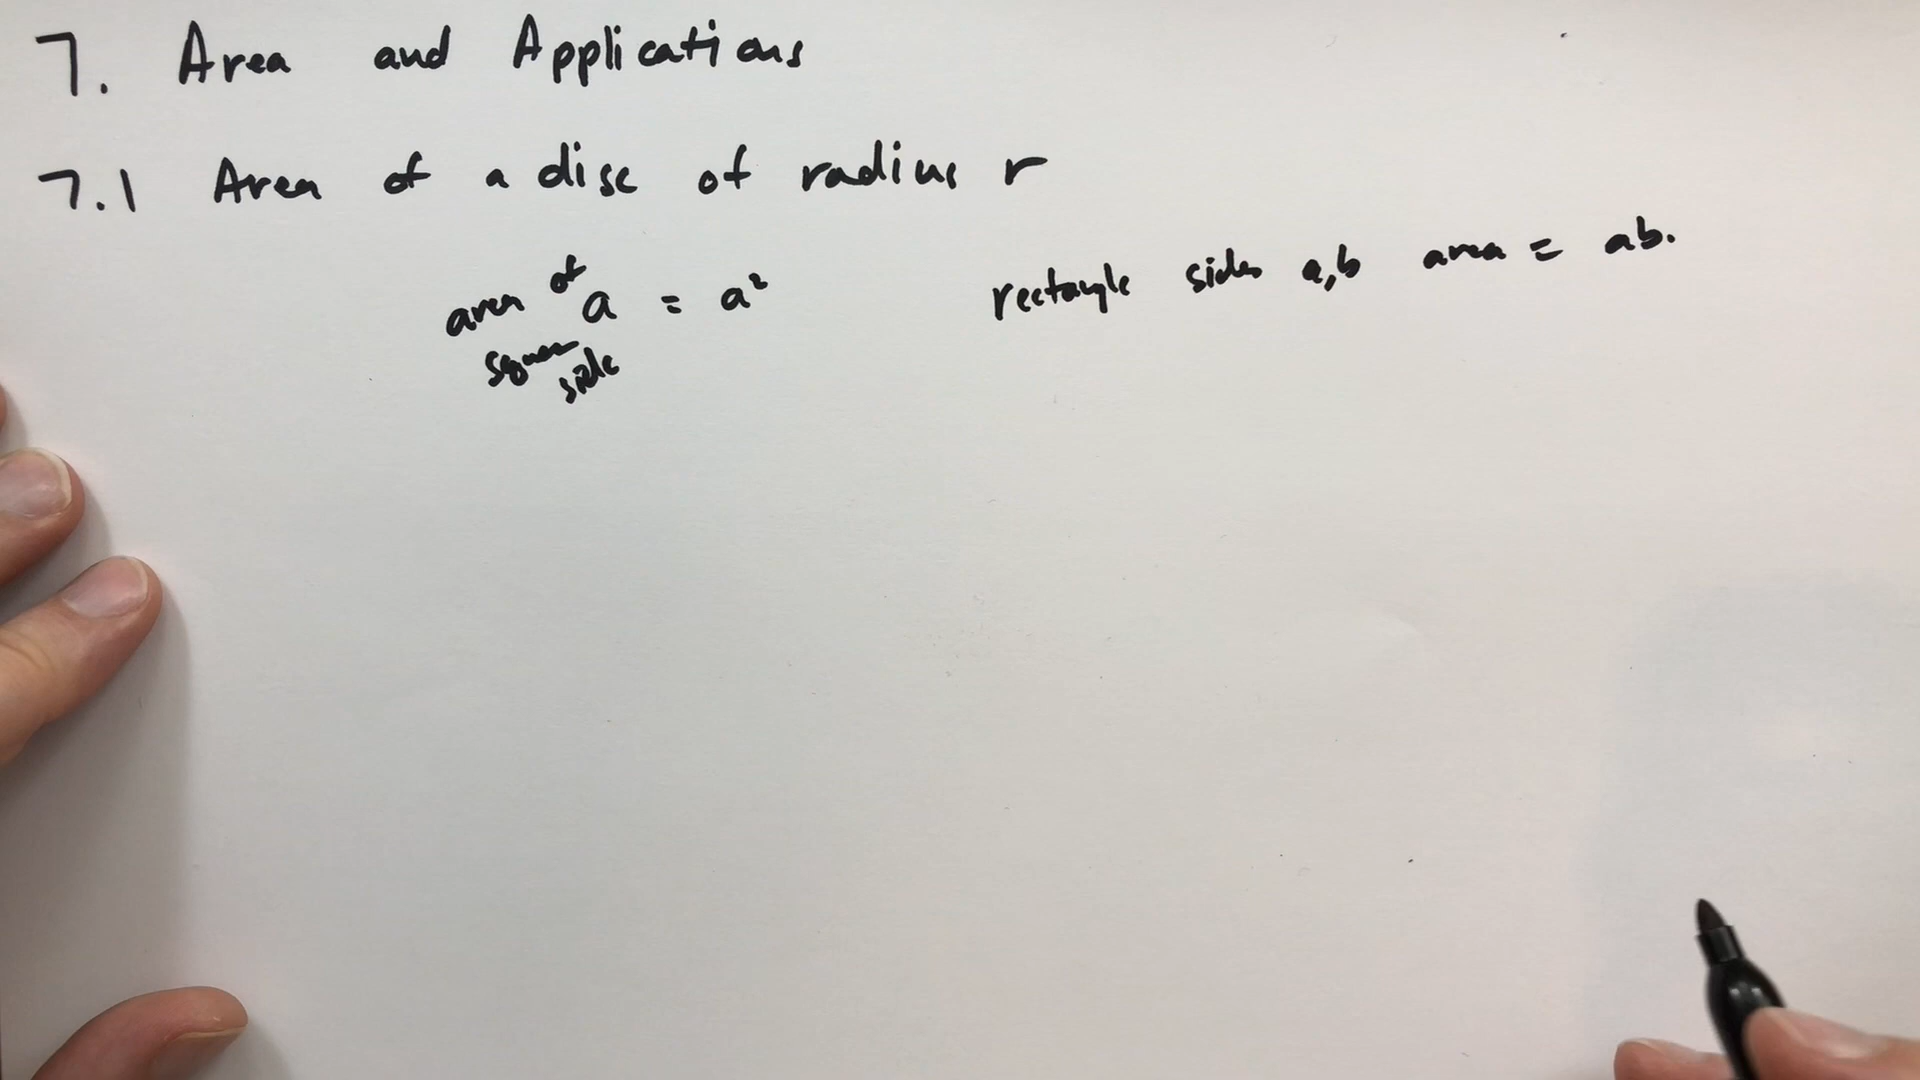 7. Area and Applications
7.1 Area of a disc of radius r
area of a = a²
square side
rectangle sides a,b area = ab.